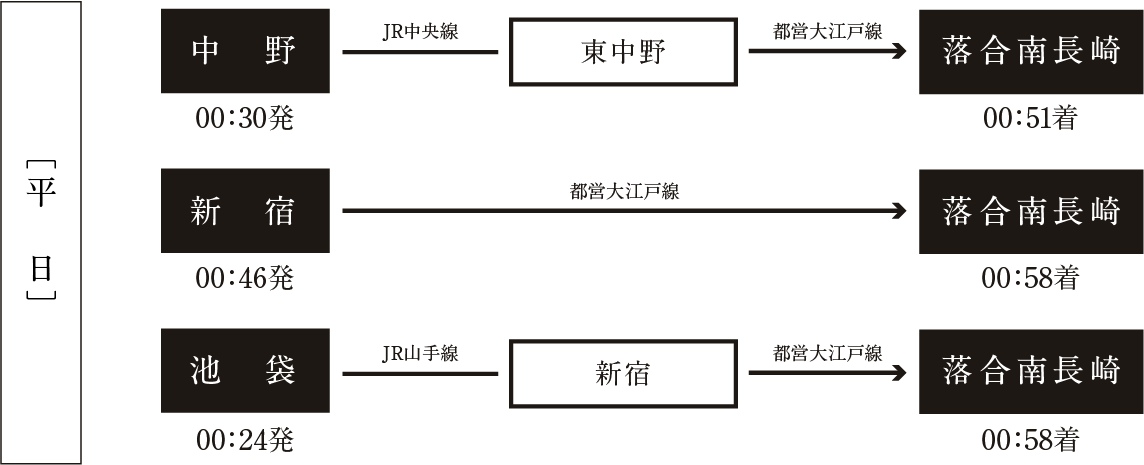 ［平日］
中野
JR中央線
東中野
都営大江戸線
落合南長崎
00:30発
00:51着
新宿
都営大江戸線
落合南長崎
00:46発
00:58着
池袋
JR山手線
新宿
都営大江戸線
落合南長崎
00:24発
00:58着